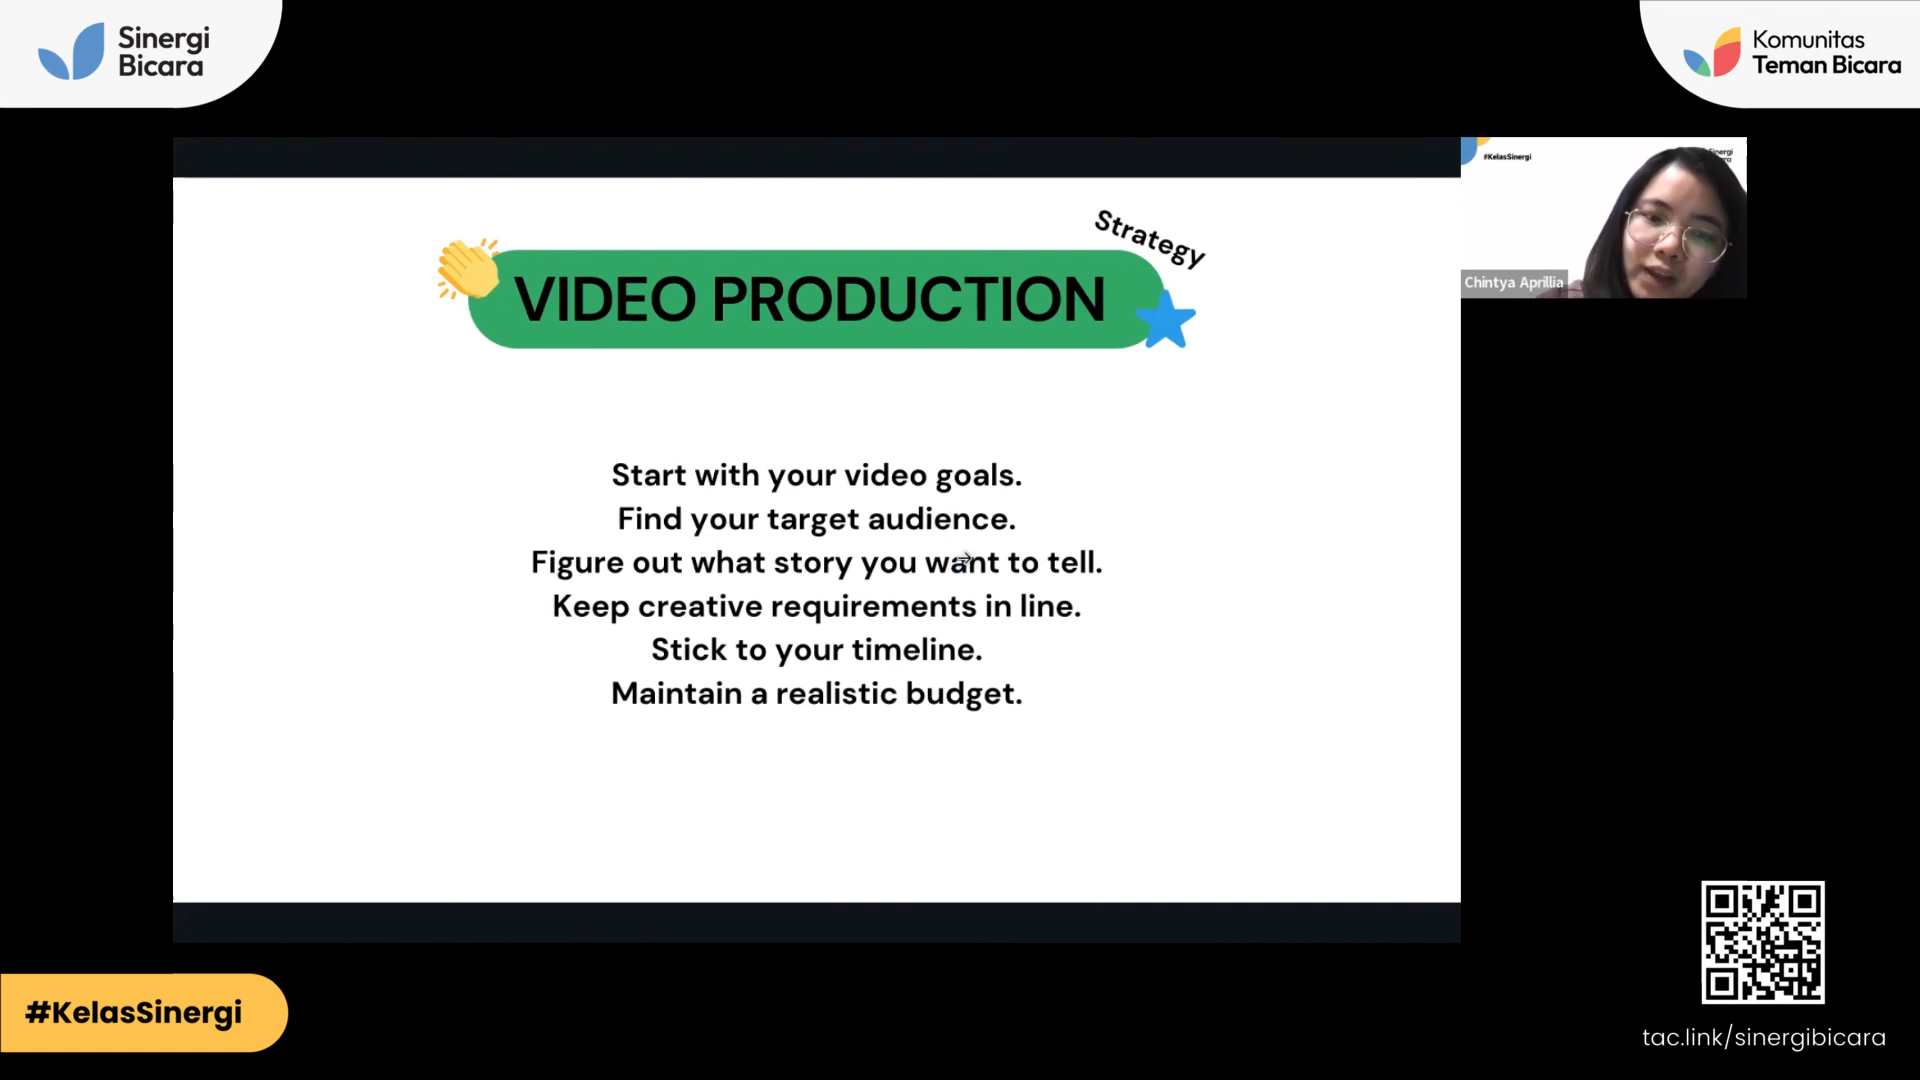 Sinergi
Bicara
Komunitas
Teman Bicara
#KelasSinergi
Chintya Aprillia
Strategy
VIDEO PRODUCTION
Start with your video goals.
Find your target audience.
Figure out what story you want to tell.
Keep creative requirements in line.
Stick to your timeline.
Maintain a realistic budget.
#KelasSinergi
tac.link/sinergibicara